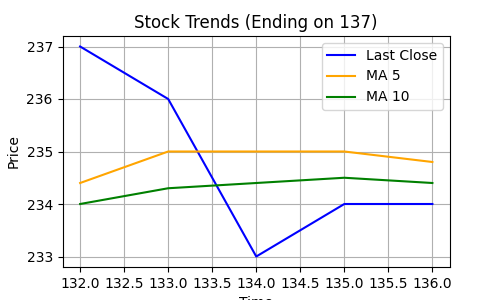 Stock Trends (Ending on 137)
Last Close
MA 5
MA 10
Price
237
236
235
234
233
132.0 132.5 133.0 133.5 134.0 134.5 135.0 135.5 136.0
Time